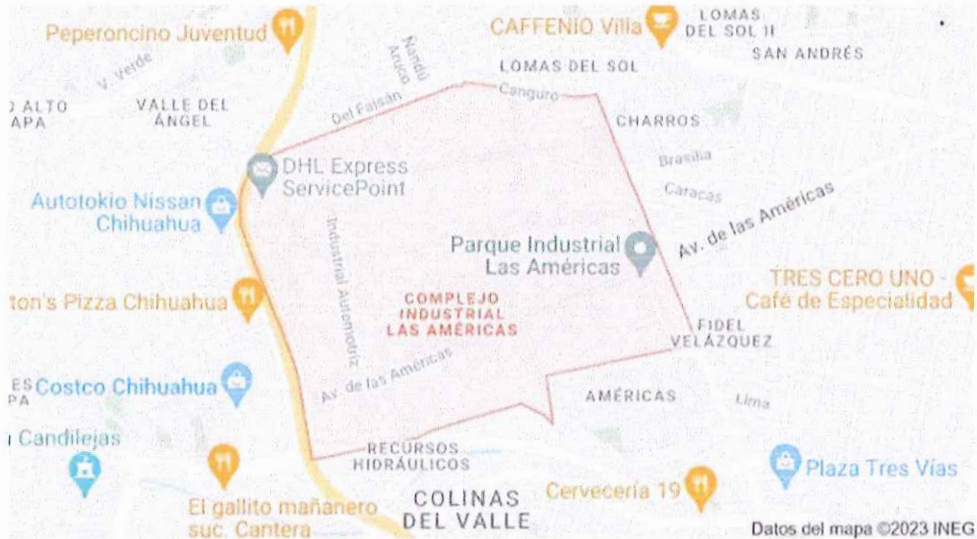 Peperoncino Juventud
V. Verde
Ñandú
Aruco
CAFFENIO Villa
LOMAS
DEL SOL II
SAN ANDRÉS
LOMAS DEL SOL
Canguro
Del Faisán
O ALTO
APA
VALLE DEL
ÁNGEL
CHARROS
Brasilia
Caracas
DHL Express
ServicePoint
Autotokio Nissan
Chihuahua
Industrial Automotriz
Parque Industrial
Las Américas
Av. de las Américas
ton's Pizza Chihuahua
COMPLEJO
INDUSTRIAL
LAS AMÉRICAS
TRES CERO UNO -
Café de Especialidad
FIDEL
VELÁZQUEZ
Av. de las Américas
ES
PA
Costco Chihuahua
AMÉRICAS
Lima
Candilejas
RECURSOS
HIDRÁULICOS
El gallito mañanero
suc. Cantera
COLINAS
DEL VALLE
Cervecería 19
Plaza Tres Vías
Datos del mapa ©2023 INEG